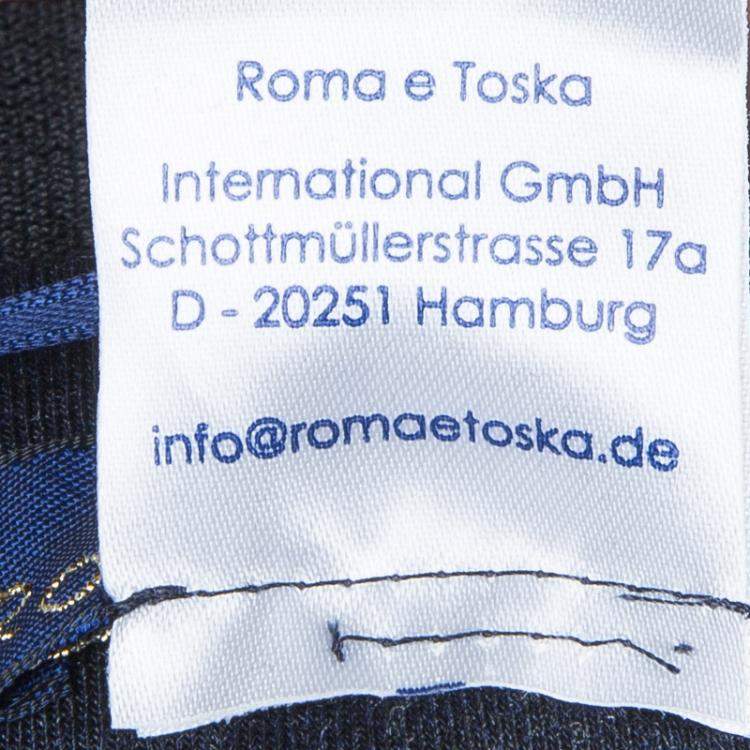 Roma e Toska
International GmbH
Schottmüllerstrasse 17a
D - 20251 Hamburg
info@romaetoska.de